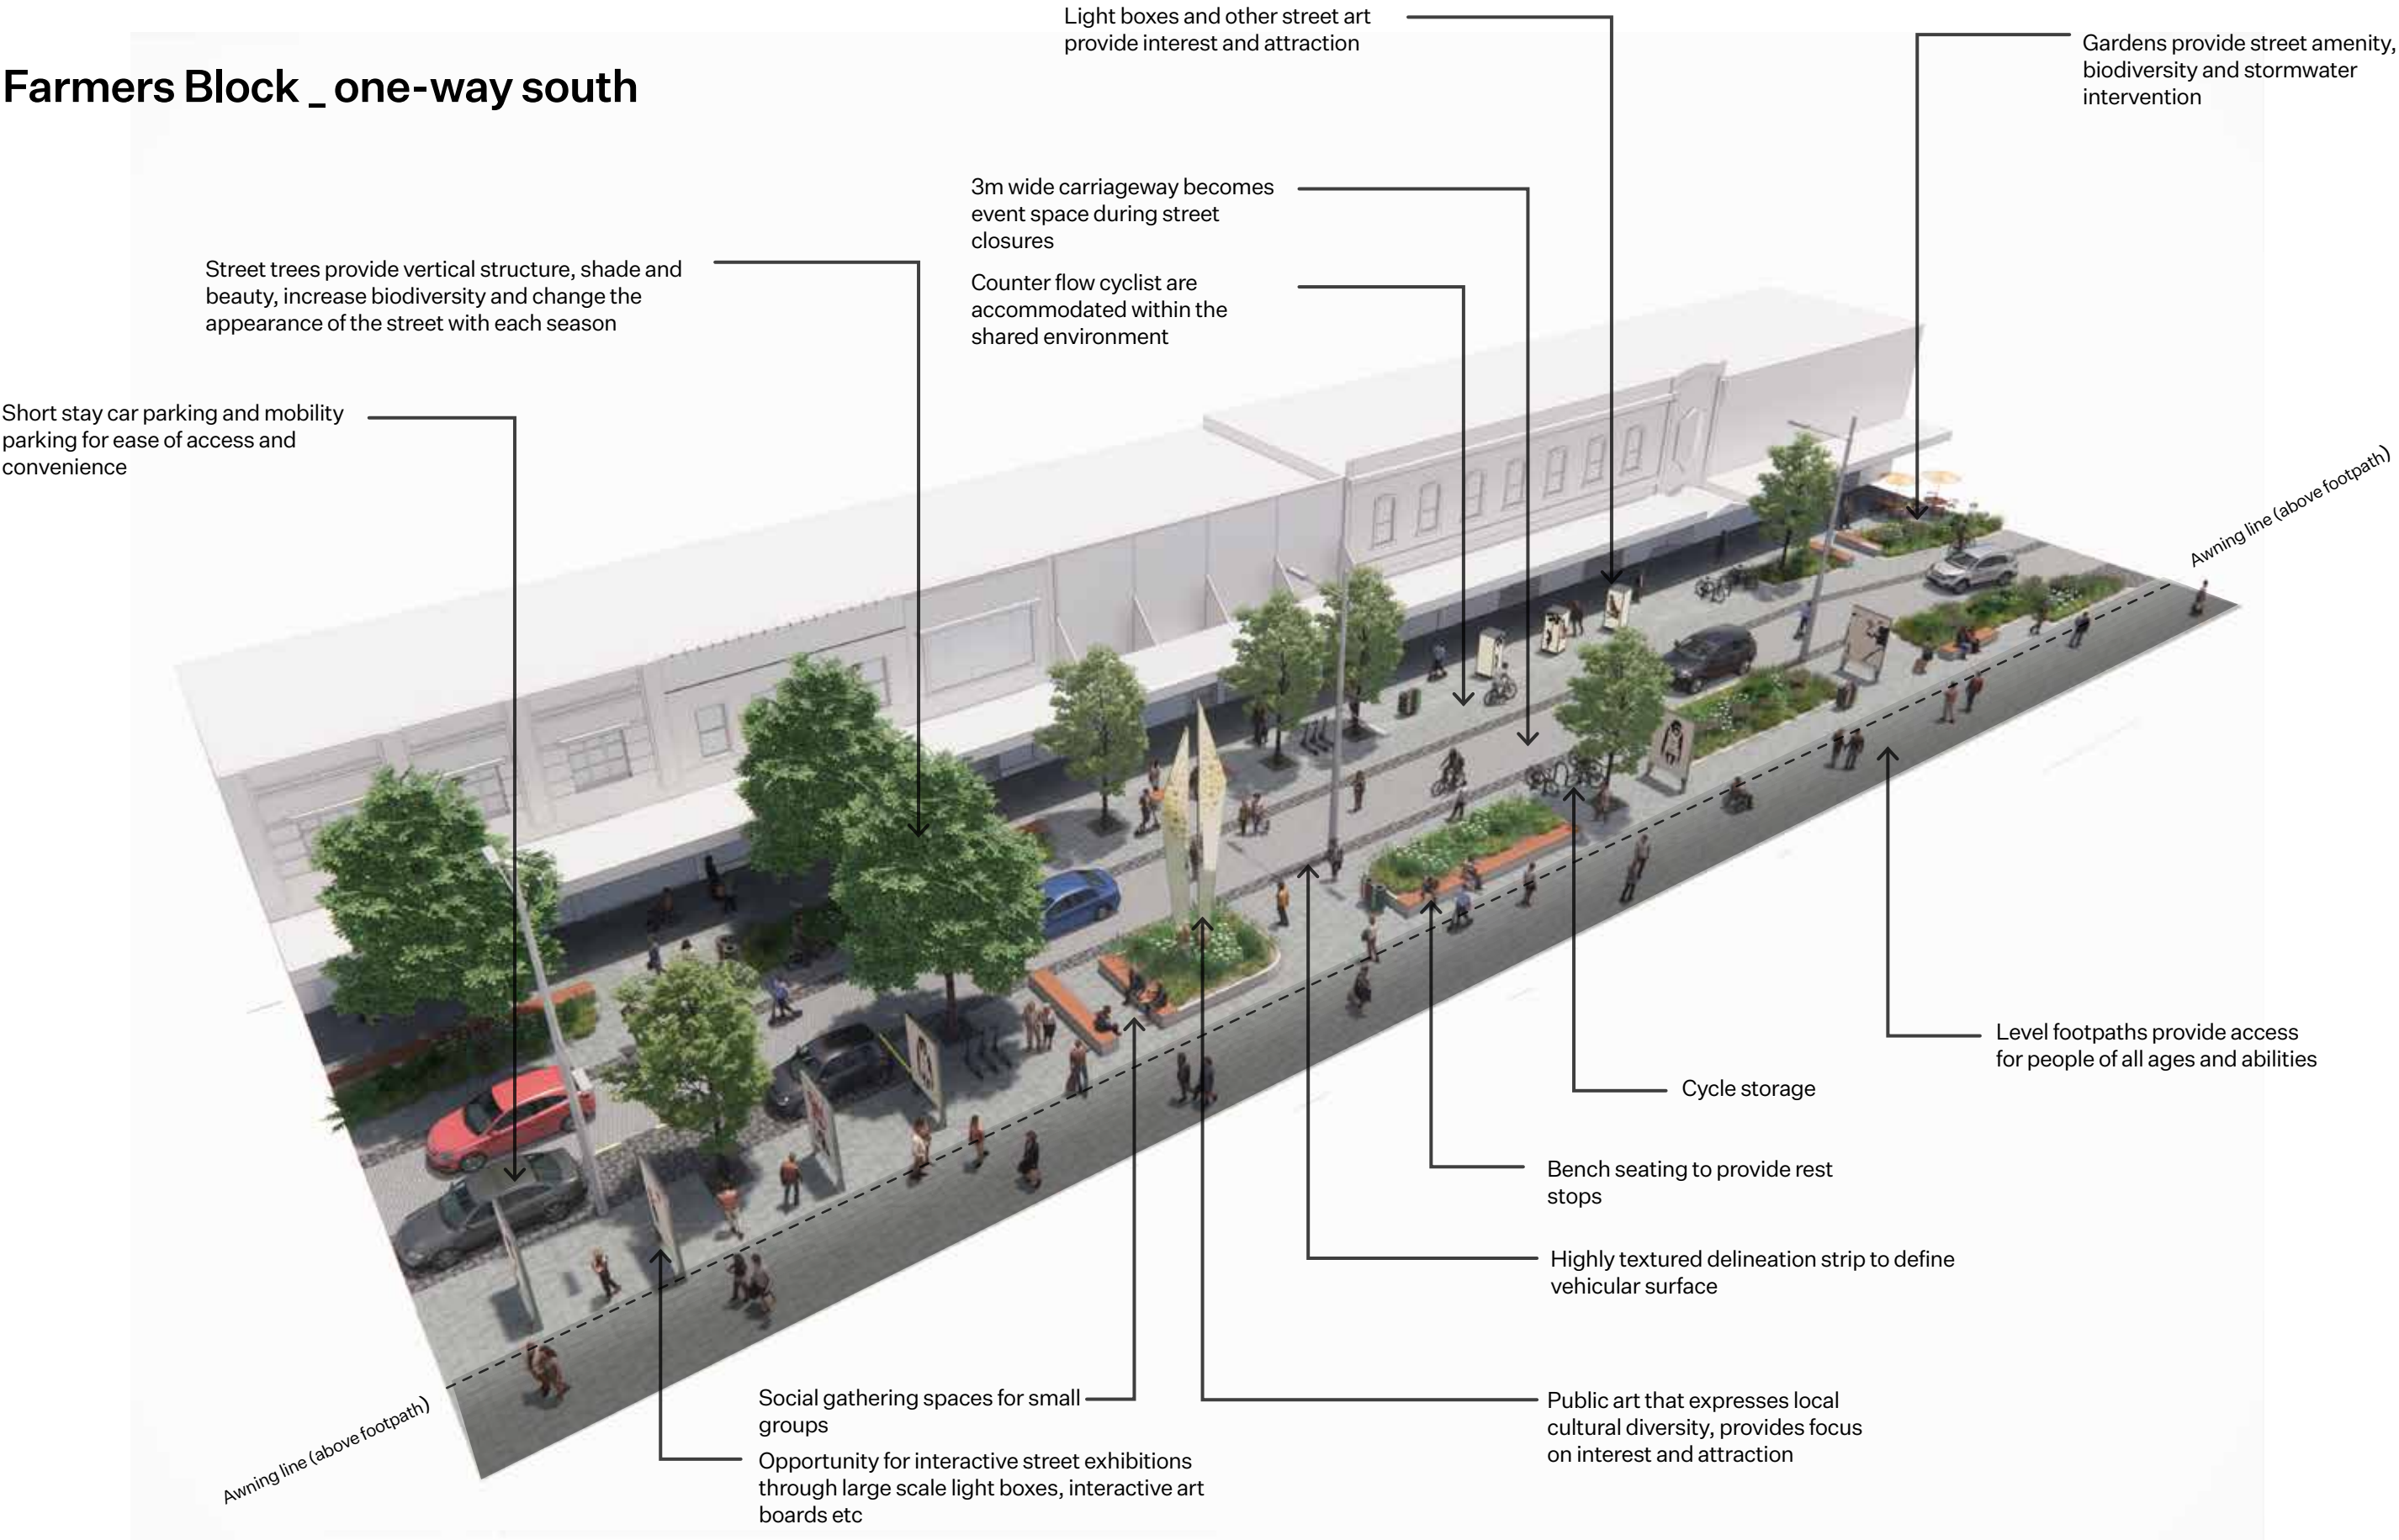 Light boxes and other street art
provide interest and attraction
Gardens provide street amenity,
biodiversity and stormwater
intervention
Farmers Block _ one-way south
3m wide carriageway becomes
event space during street
closures
Street trees provide vertical structure, shade and
beauty, increase biodiversity and change the
appearance of the street with each season
Counter flow cyclist are
accommodated within the
shared environment
Short stay car parking and mobility
parking for ease of access and
convenience
Awning line (above footpath)
Level footpaths provide access
for people of all ages and abilities
Cycle storage
Bench seating to provide rest
stops
Highly textured delineation strip to define
vehicular surface
Social gathering spaces for small
groups
Public art that expresses local
cultural diversity, provides focus
on interest and attraction
Awning line (above footpath)
Opportunity for interactive street exhibitions
through large scale light boxes, interactive art
boards etc